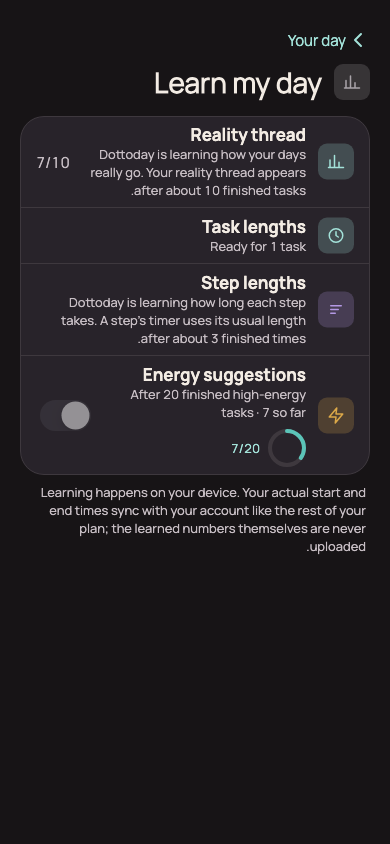 Your day
Learn my day
Reality thread
Dottoday is learning how your days
really go. Your reality thread appears
after about 10 finished tasks.
7/10
Task lengths
Ready for 1 task
Step lengths
Dottoday is learning how long each step
takes. A step's timer uses its usual length
after about 3 finished times.
Energy suggestions
After 20 finished high-energy
tasks · 7 so far
7/20
Learning happens on your device. Your actual start and
end times sync with your account like the rest of your
plan; the learned numbers themselves are never
uploaded.